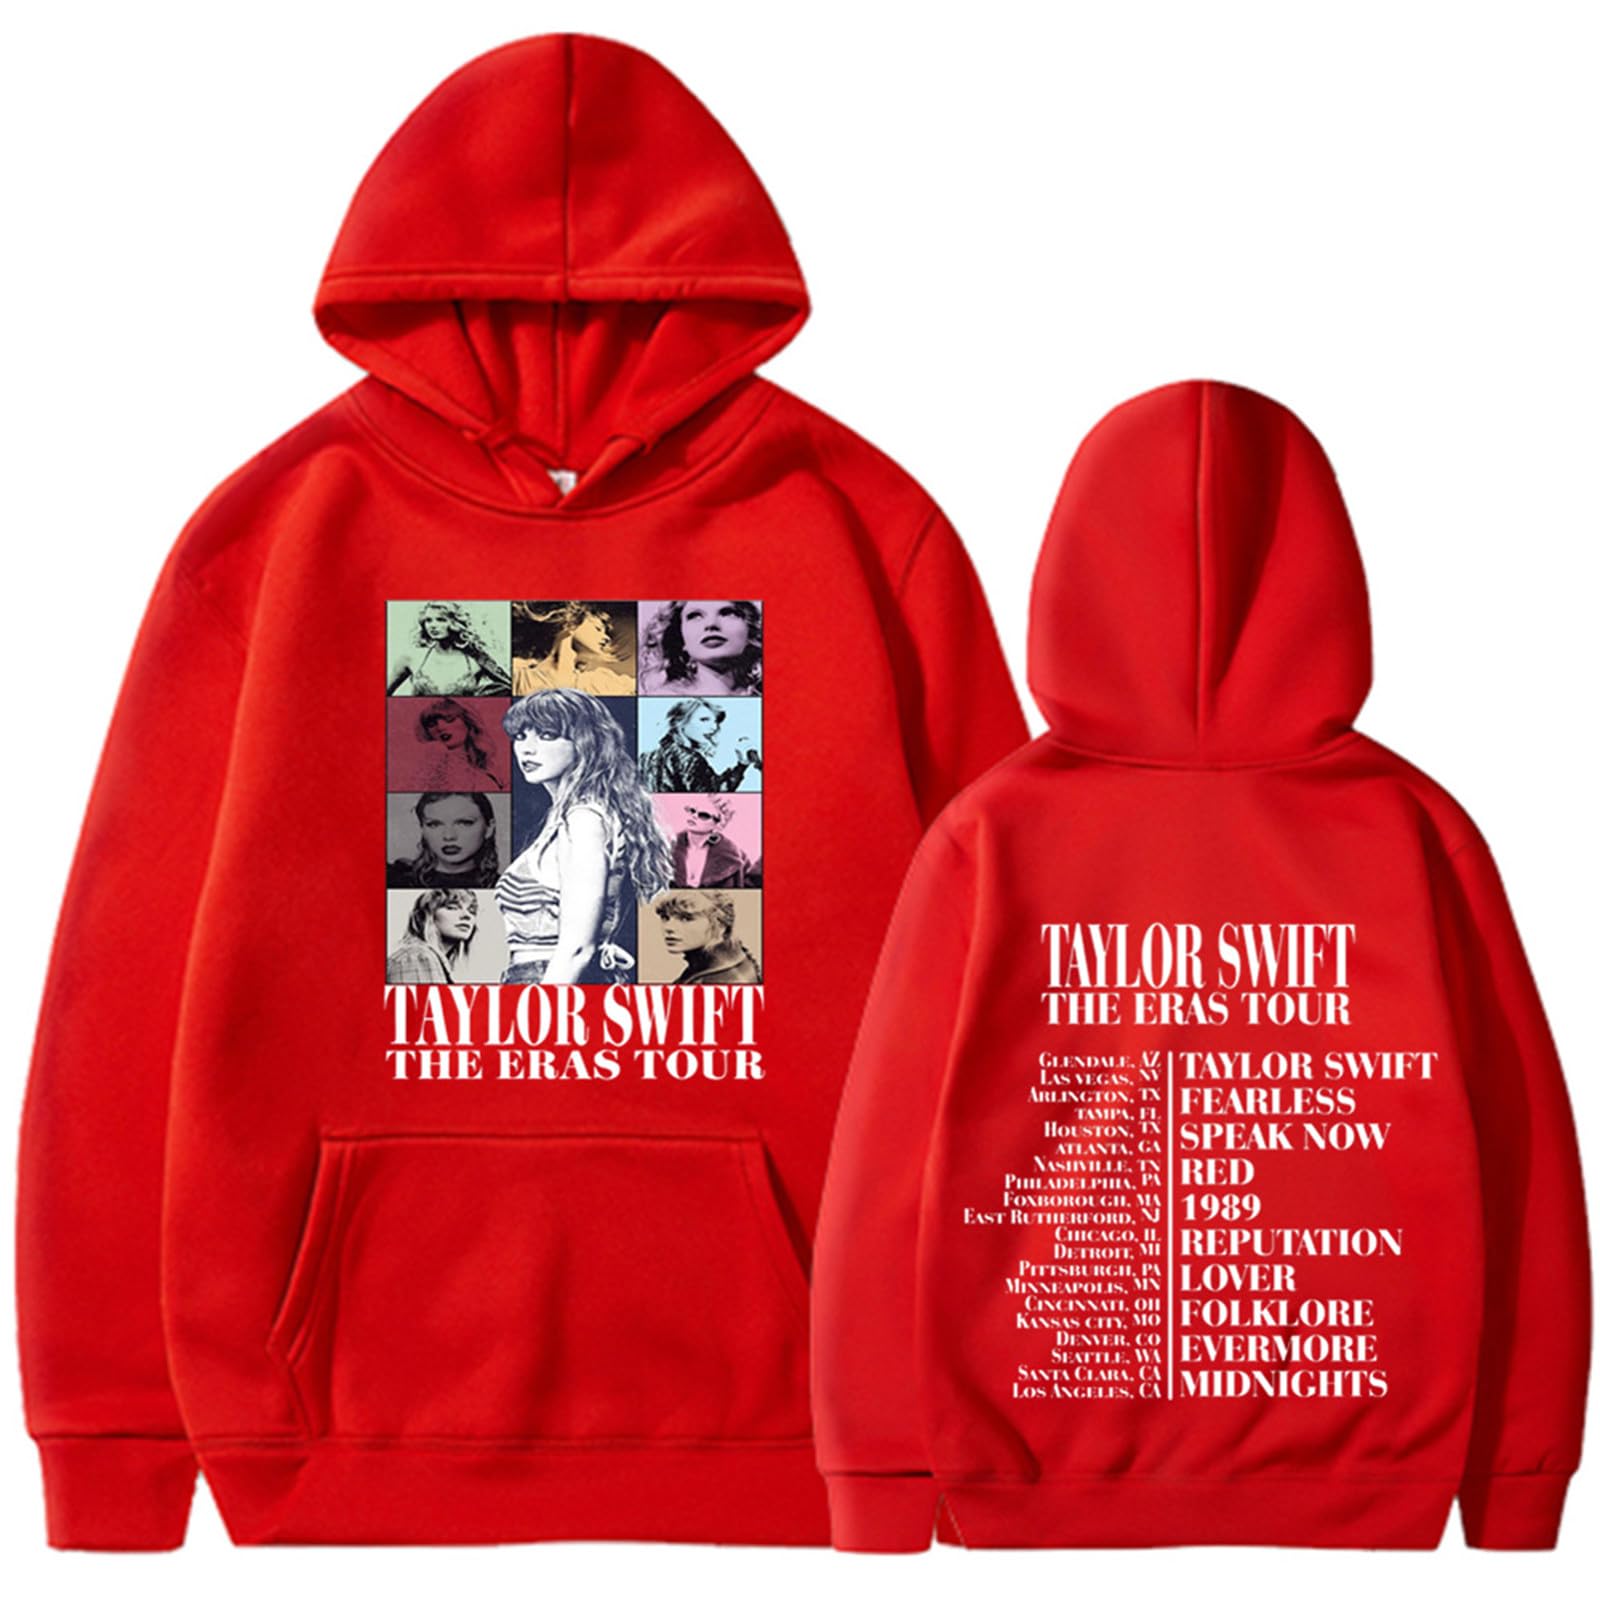 TAYLOR SWIFT
THE ERAS TOUR
TAYLOR SWIFT
THE ERAS TOUR
GLENDALE, AZ
LAS VEGAS, NV
ARLINGTON, TX
TAMPA, FL
HOUSTON, TX
ATLANTA, GA
NASHVILLE, TN
PHILADELPHIA, PA
FOXBOROUGH, MA
EAST RUTHERFORD, NJ
CHICAGO, IL
DETROIT, MI
PITTSBURGH, PA
MINNEAPOLIS, MN
CINCINNATI, OH
KANSAS CITY, MO
DENVER, CO
SEATTLE, WA
SANTA CLARA, CA
LOS ANGELES, CA
TAYLOR SWIFT
FEARLESS
SPEAK NOW
RED
1989
REPUTATION
LOVER
FOLKLORE
EVERMORE
MIDNIGHTS